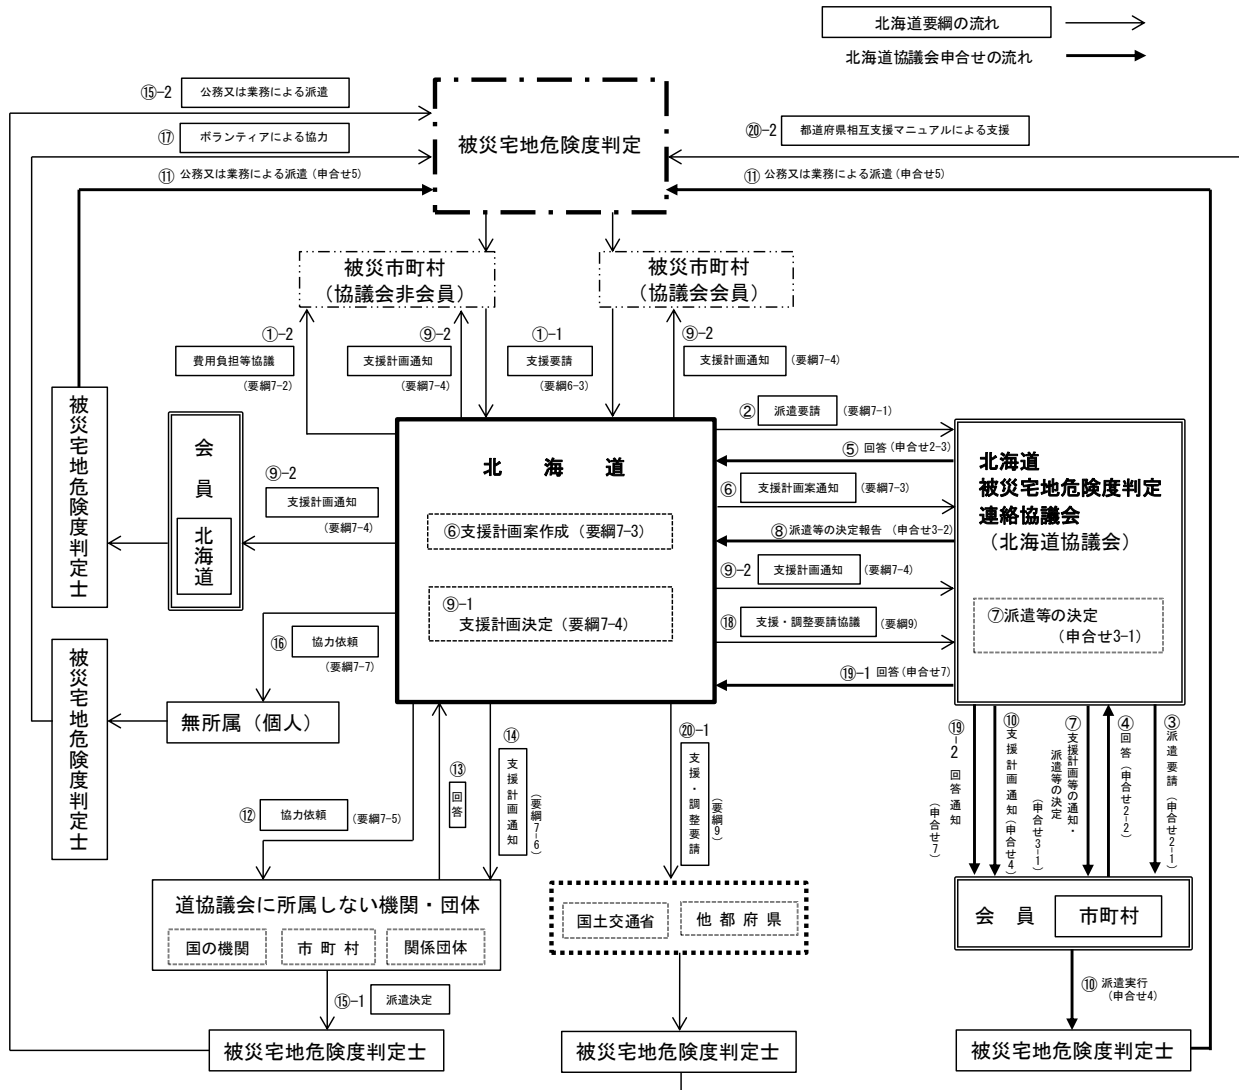 北海道要綱の流れ
北海道協議会申合せの流れ
⑮-2 公務又は業務による派遣
⑰ ボランティアによる協力
⑪ 公務又は業務による派遣(申合せ5)
被災宅地危険度判定
⑳-2 都道府県相互支援マニュアルによる支援
⑪ 公務又は業務による派遣(申合せ5)
被災市町村
(協議会非会員)
被災市町村
(協議会会員)
①-2
費用負担等協議
(要綱7-2)
⑨-2
支援計画通知
(要綱7-4)
①-1
支援要請
(要綱6-3)
⑨-2
支援計画通知 (要綱7-4)
被災宅地危険度判定士
会員
北海道
⑨-2
支援計画通知
(要綱7-4)
北海道
⑥支援計画案作成(要綱7-3)
⑨-1
支援計画決定(要綱7-4)
② 派遣要請 (要綱7-1)
⑤ 回答(申合せ2-3)
⑥ 支援計画案通知 (要綱7-3)
⑧ 派遣等の決定報告 (申合せ3-2)
⑨-2 支援計画通知 (要綱7-4)
⑱ 支援・調整要請協議 (要綱9)
⑲-1 回答(申合せ7)
北海道
被災宅地危険度判定
連絡協議会
(北海道協議会)
⑦派遣等の決定
(申合せ3-1)
被災宅地危険度判定士
⑯ 協力依頼
(要綱7-7)
無所属(個人)
⑫ 協力依頼 (要綱7-5)
⑬ 回答
⑭ 支援計画通知 (要綱7-6)
⑳-1 支援・調整要請 (要綱9)
⑲-2 回答通知 (申合せ7)
⑩ 支援計画通知(申合せ4)
⑦ 支援計画等の通知・
派遣等の決定
(申合せ3-1)
④ 回答(申合せ2-2)
③ 派遣要請(申合せ2-1)
道協議会に所属しない機関・団体
国の機関 市町村 関係団体
国土交通省 他都府県
会員 市町村
⑮-1 派遣決定
⑩ 派遣実行
(申合せ4)
被災宅地危険度判定士
被災宅地危険度判定士
被災宅地危険度判定士